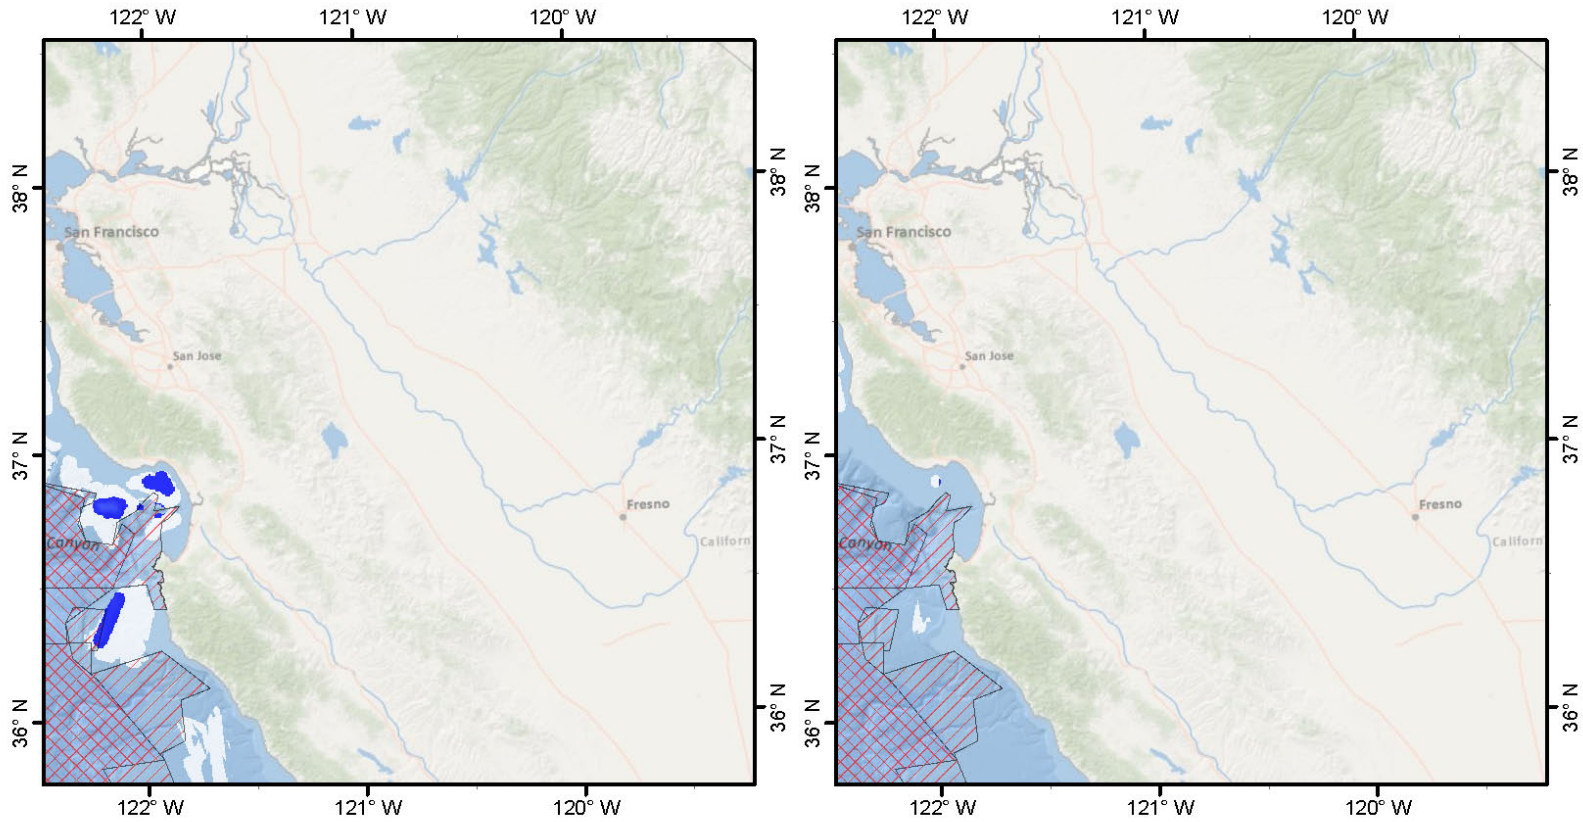 122° W 121° W 120° W 122° W 121° W 120° W
38° N 38° N 38° N
San Francisco San Francisco
San Jose San Jose
37° N 37° N 37° N 37° N
Fresno Fresno
Canyon Californ Canyon Californ
36° N 36° N 36° N 36° N
122° W 121° W 120° W 122° W 121° W 120° W